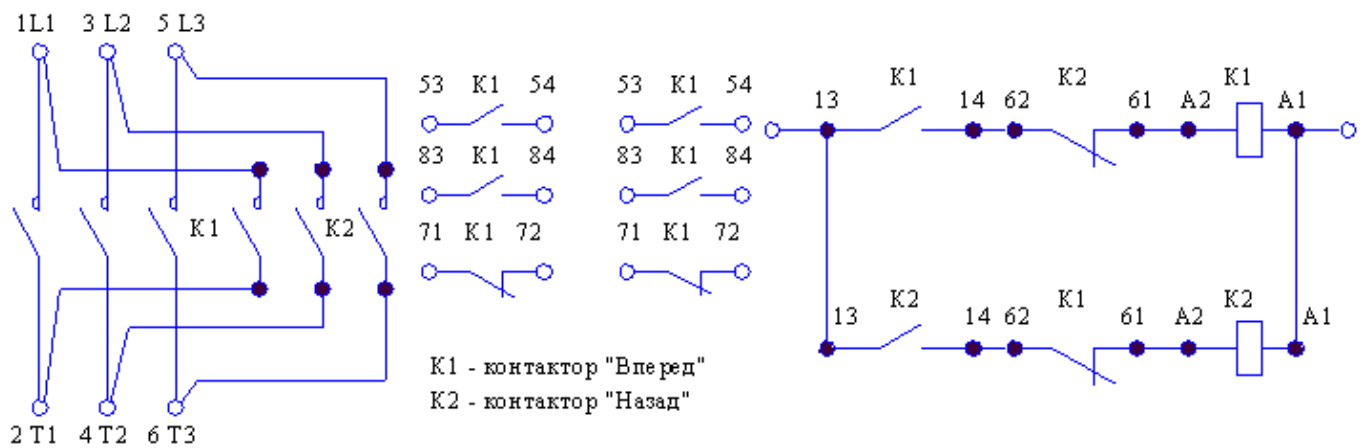 1L1 3 L2 5 L3
K1 K2
2 T1 4 T2 6 T3
53 K1 54
83 K1 84
71 K1 72
53 K1 54
83 K1 84
71 K1 72
K1 - контактор "Вперед"
K2 - контактор "Назад"
13 K1 14 62 K2 61 A2 K1 A1
13 K2 14 62 K1 61 A2 K2 A1